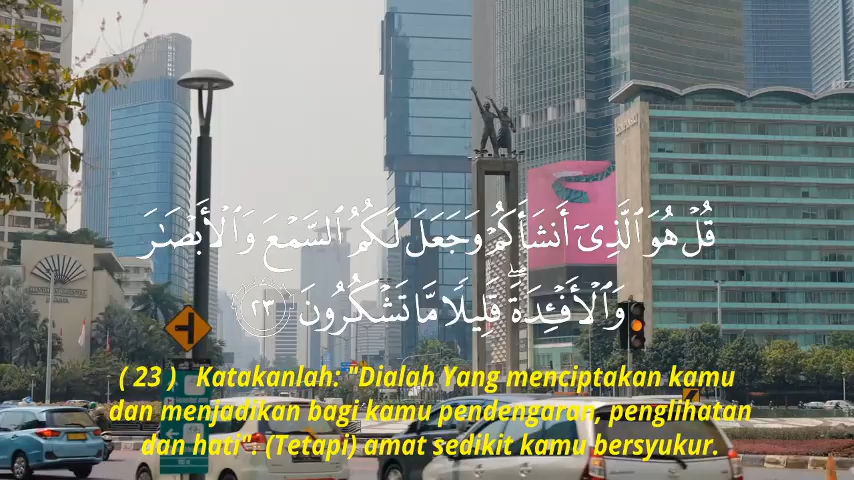 قُلْ هُوَ ٱلَّذِىٓ أَنشَأَكُمْ وَجَعَلَ لَكُمُ ٱلسَّمْعَ وَٱلْأَبْصَـٰرَ
وَٱلْأَفْـِٔدَةَ ۖ قَلِيلًا مَّا تَشْكُرُونَ ٢٣
( 23 ) Katakanlah: "Dialah Yang menciptakan kamu
dan menjadikan bagi kamu pendengaran, penglihatan
dan hati". (Tetapi) amat sedikit kamu bersyukur.